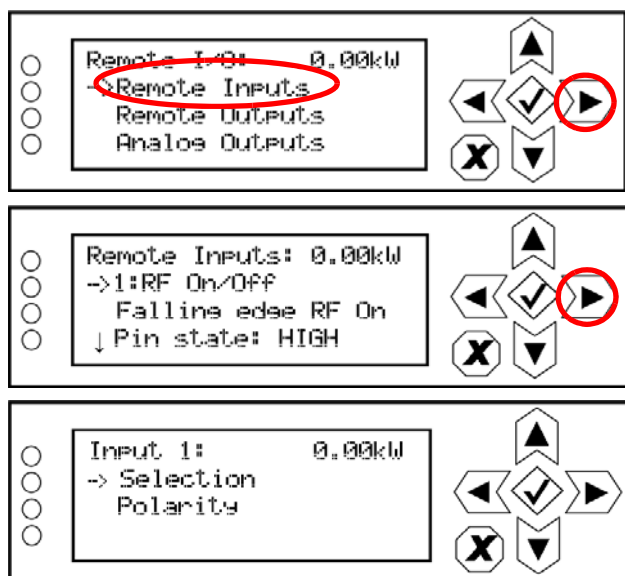 Remote I/O: 0.00kW
->Remote Inputs
Remote Outputs
Analog Outputs
X
Remote Inputs: 0.00kW
->1:RF On/Off
Falling edge RF On
↓Pin state: HIGH
X
Input 1: 0.00kW
-> Selection
Polarity
X